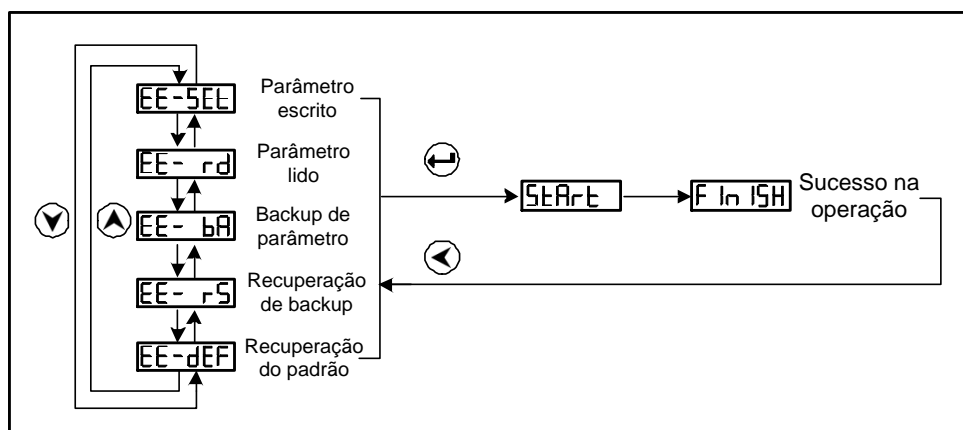 EE-SEt
Parâmetro
escrito
EE- rd
Parâmetro
lido
EE- bA
Backup de
parâmetro
EE- rS
Recuperação
de backup
EE-dEF
Recuperação
do padrão
StArt
FInISH
Sucesso na
operação